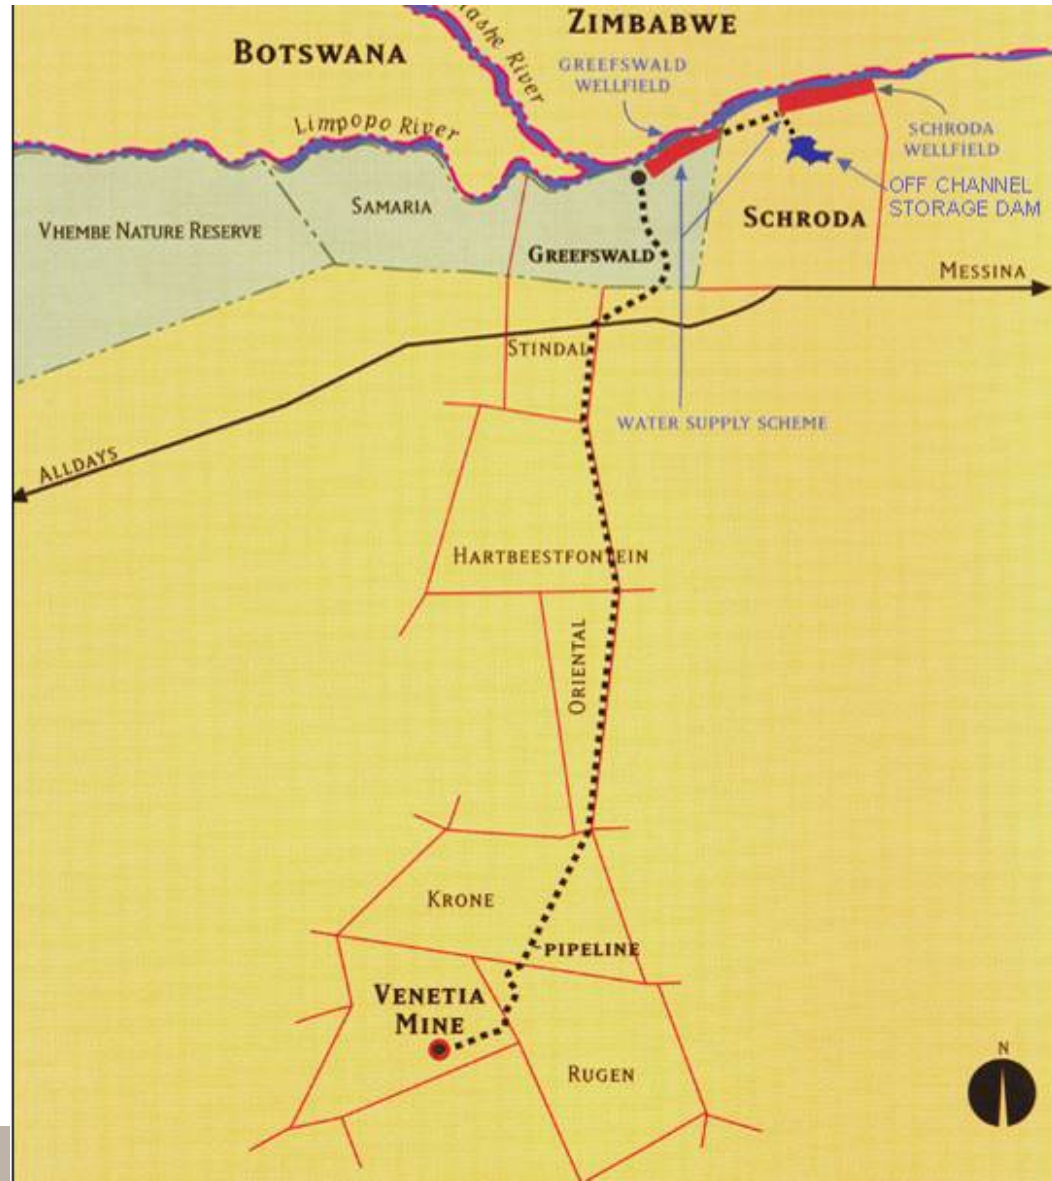 BOTSWANA
ZIMBABWE
River
GREEFSWALD
WELLFIELD
Limpopo River
SCHRODA
WELLFIELD
OFF CHANNEL
STORAGE DAM
SAMARIA
VHEMBE NATURE RESERVE
SCHRODA
GREEFSWALD
MESSINA
STINDAL
WATER SUPPLY SCHEME
ALLDAYS
HARTBEESTFONTEIN
ORIENTAL
KRONE
PIPELINE
VENETIA
MINE
RUGEN
N